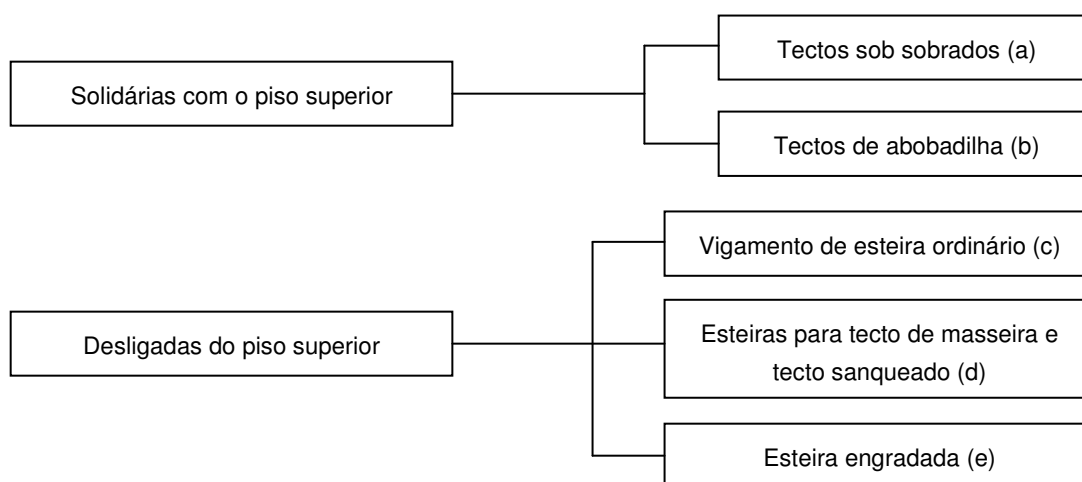 Solidárias com o piso superior
Tectos sob sobrados (a)
Tectos de abobadilha (b)
Desligadas do piso superior
Vigamento de esteira ordinário (c)
Esteiras para tecto de masseira e
tecto sanqueado (d)
Esteira engradada (e)